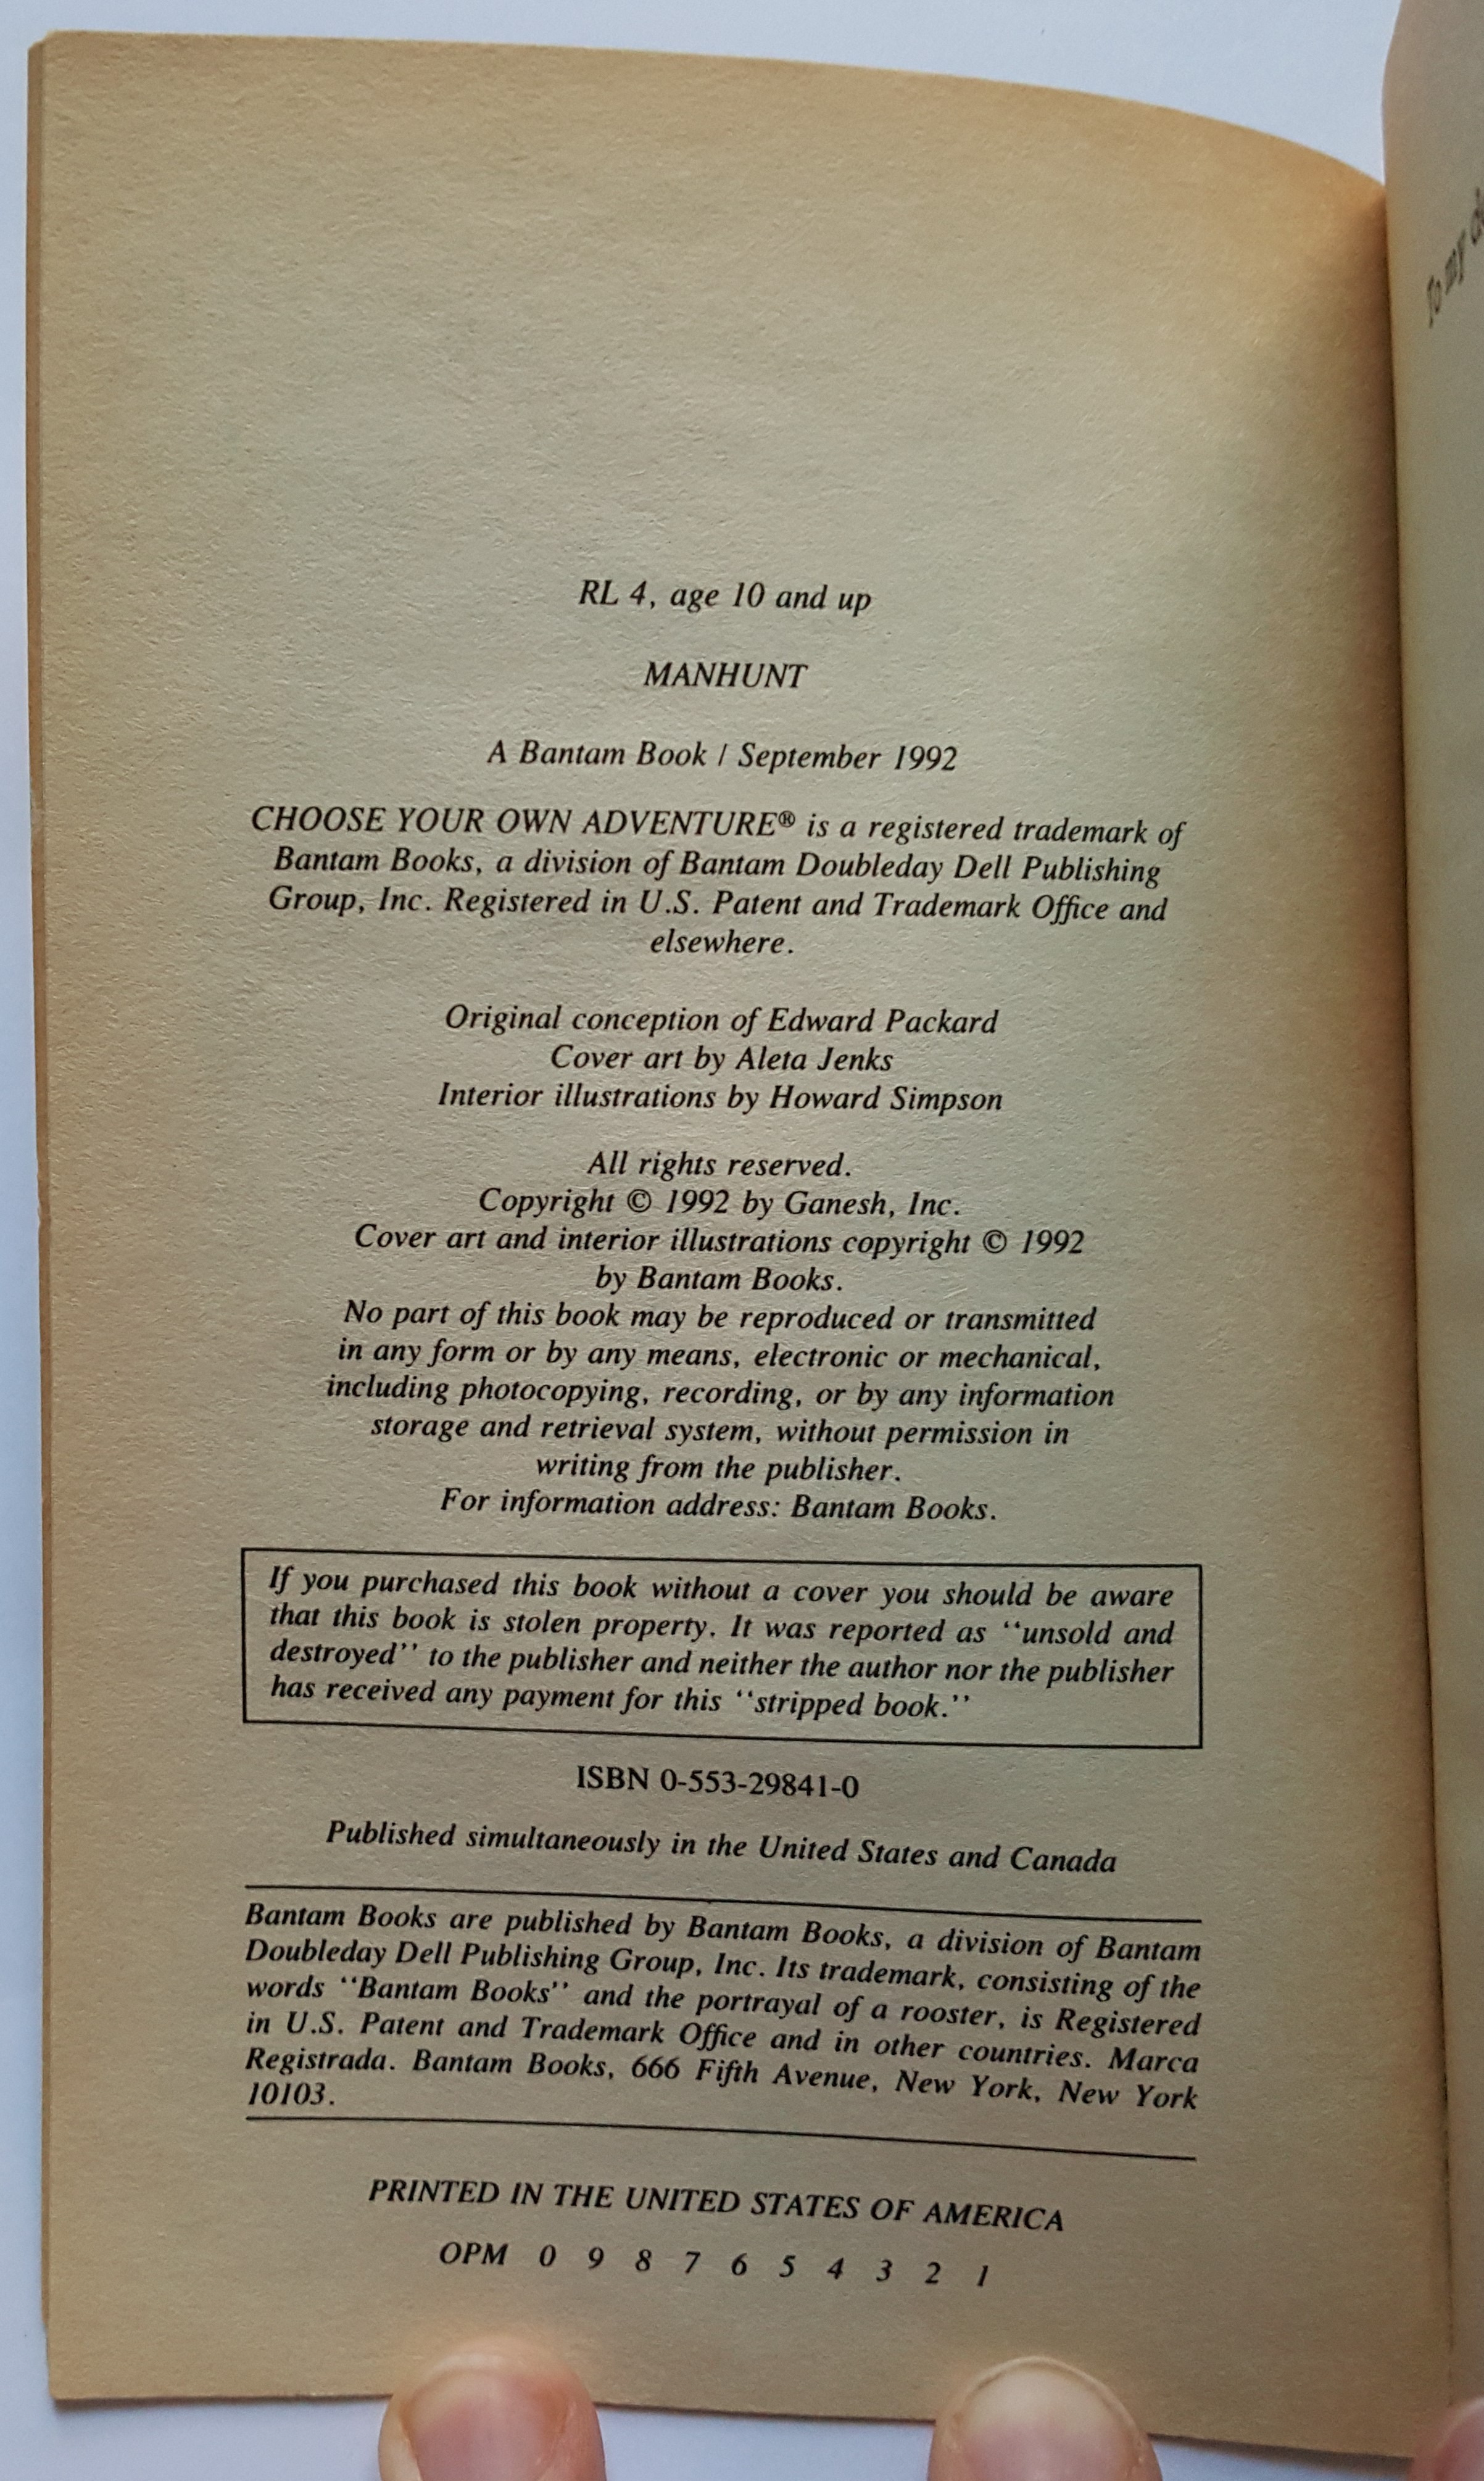 RL 4, age 10 and up
MANHUNT
A Bantam Book / September 1992
CHOOSE YOUR OWN ADVENTURE® is a registered trademark of
Bantam Books, a division of Bantam Doubleday Dell Publishing
Group, Inc. Registered in U.S. Patent and Trademark Office and
elsewhere.
Original conception of Edward Packard
Cover art by Aleta Jenks
Interior illustrations by Howard Simpson
All rights reserved.
Copyright © 1992 by Ganesh, Inc.
Cover art and interior illustrations copyright © 1992
by Bantam Books.
No part of this book may be reproduced or transmitted
in any form or by any means, electronic or mechanical,
including photocopying, recording, or by any information
storage and retrieval system, without permission in
writing from the publisher.
For information address: Bantam Books.
If you purchased this book without a cover you should be aware
that this book is stolen property. It was reported as ‘‘unsold and
destroyed’’ to the publisher and neither the author nor the publisher
has received any payment for this ‘‘stripped book.’’
ISBN 0-553-29841-0
Published simultaneously in the United States and Canada
Bantam Books are published by Bantam Books, a division of Bantam
Doubleday Dell Publishing Group, Inc. Its trademark, consisting of the
words ‘‘Bantam Books’’ and the portrayal of a rooster, is Registered
in U.S. Patent and Trademark Office and in other countries. Marca
Registrada. Bantam Books, 666 Fifth Avenue, New York, New York
10103.
PRINTED IN THE UNITED STATES OF AMERICA
OPM 0 9 8 7 6 5 4 3 2 1
To my